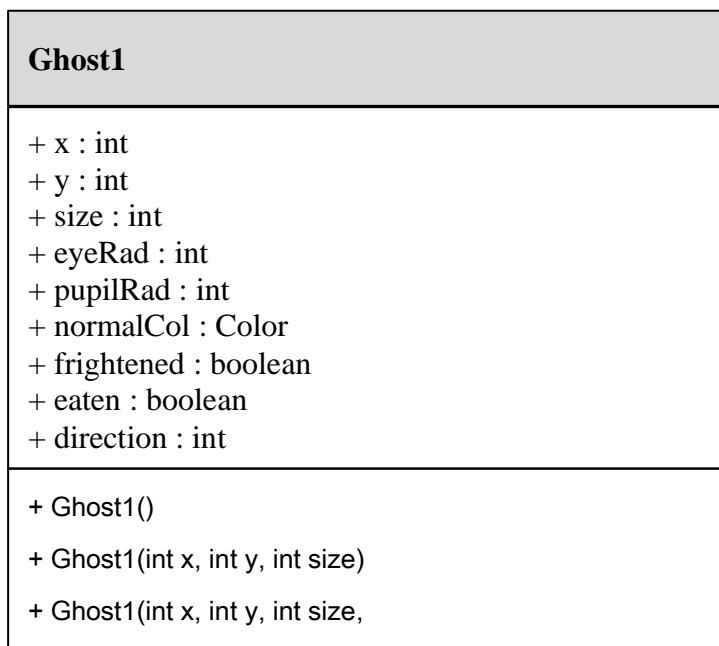 Ghost1
+ x : int
+ y : int
+ size : int
+ eyeRad : int
+ pupilRad : int
+ normalCol : Color
+ frightened : boolean
+ eaten : boolean
+ direction : int
+ Ghost1()
+ Ghost1(int x, int y, int size)
+ Ghost1(int x, int y, int size,